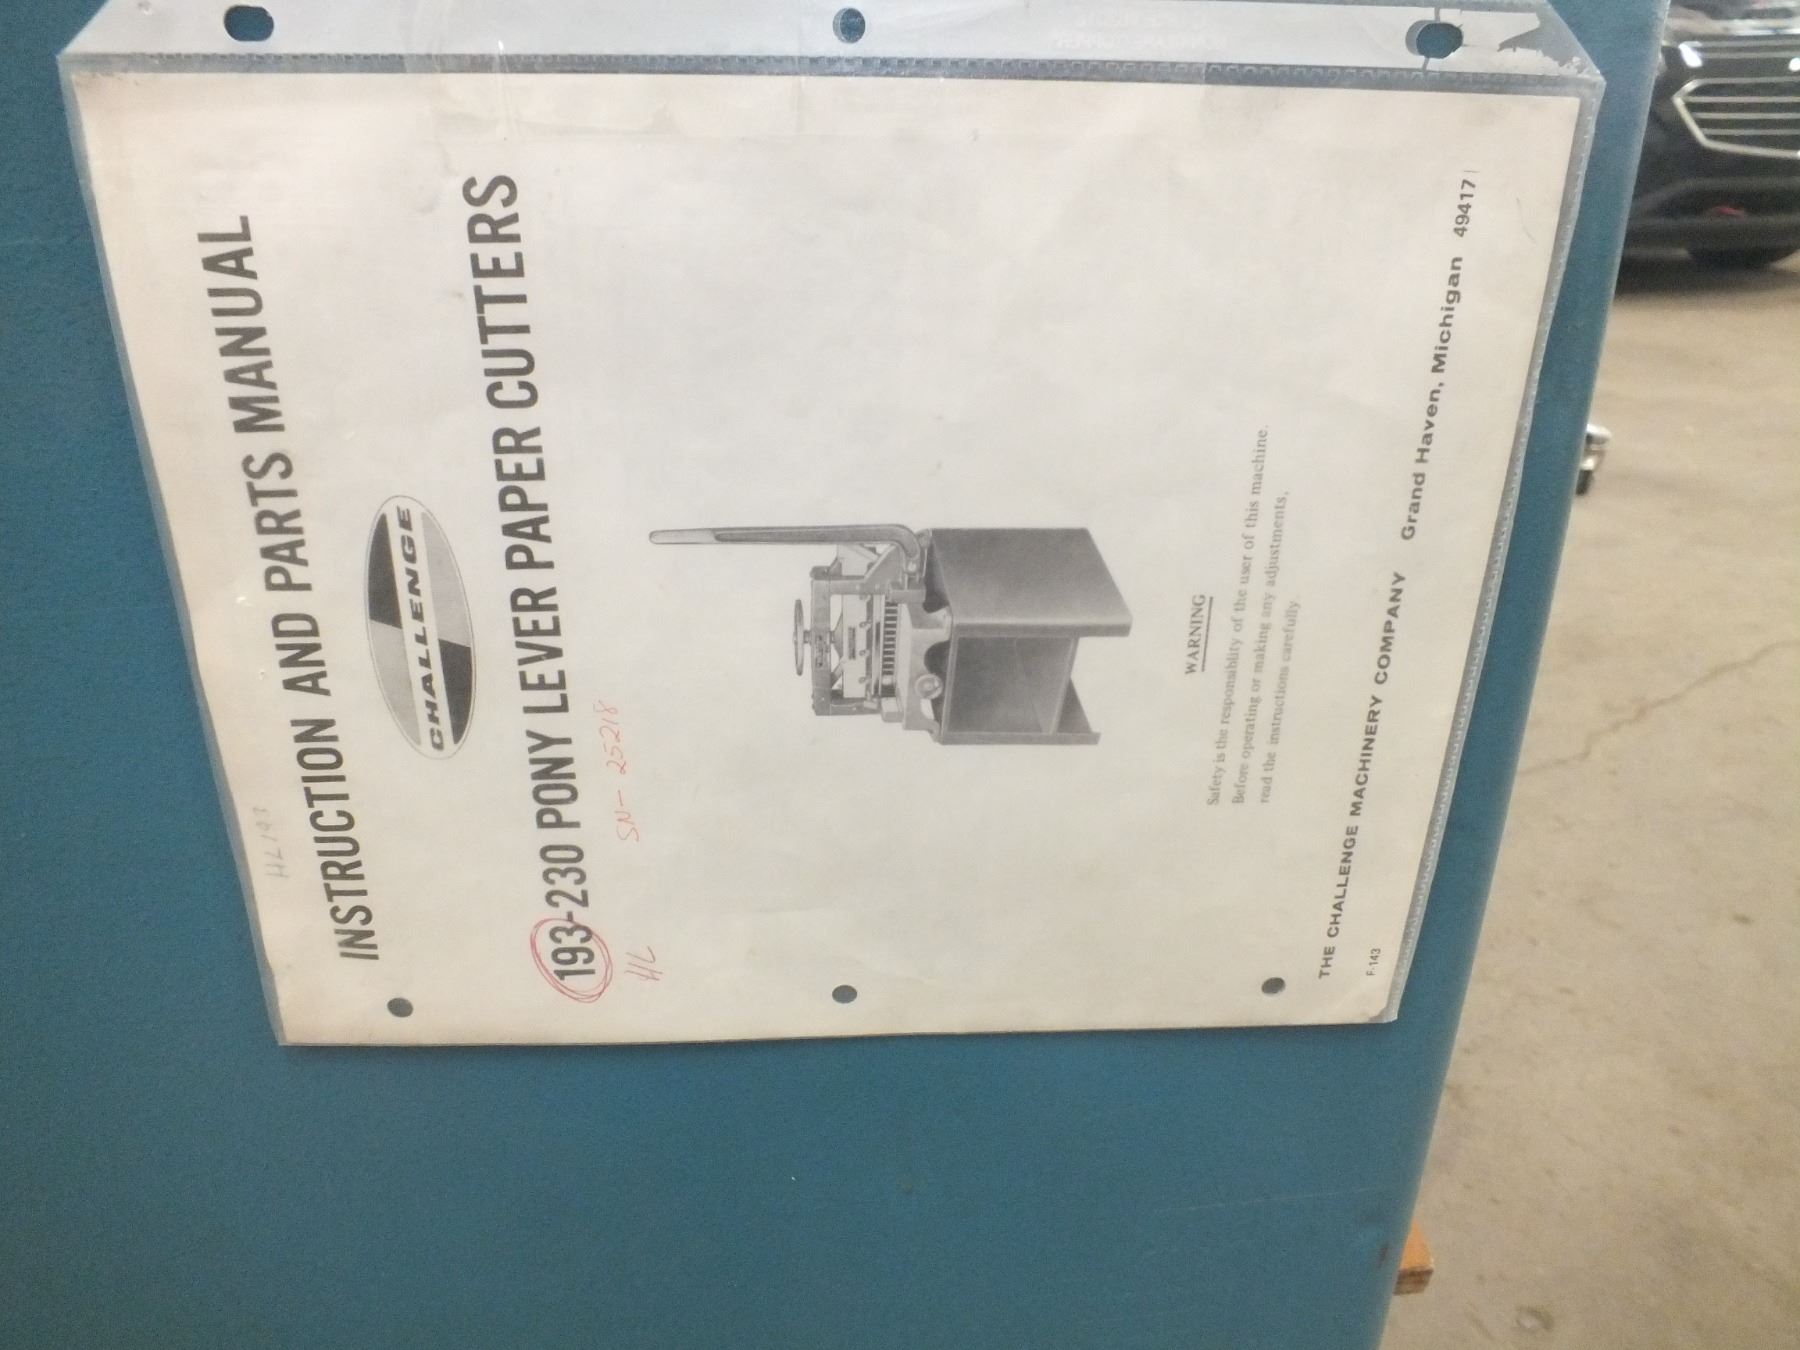 HL193
INSTRUCTION AND PARTS MANUAL
CHALLENGE
193-230 PONY LEVER PAPER CUTTERS
HL SN- 25218
WARNING
Safety is the responsiblity of the user of this machine.
Before operating or making any adjustments,
read the instructions carefully.
THE CHALLENGE MACHINERY COMPANY Grand Haven, Michigan 49417
F-143